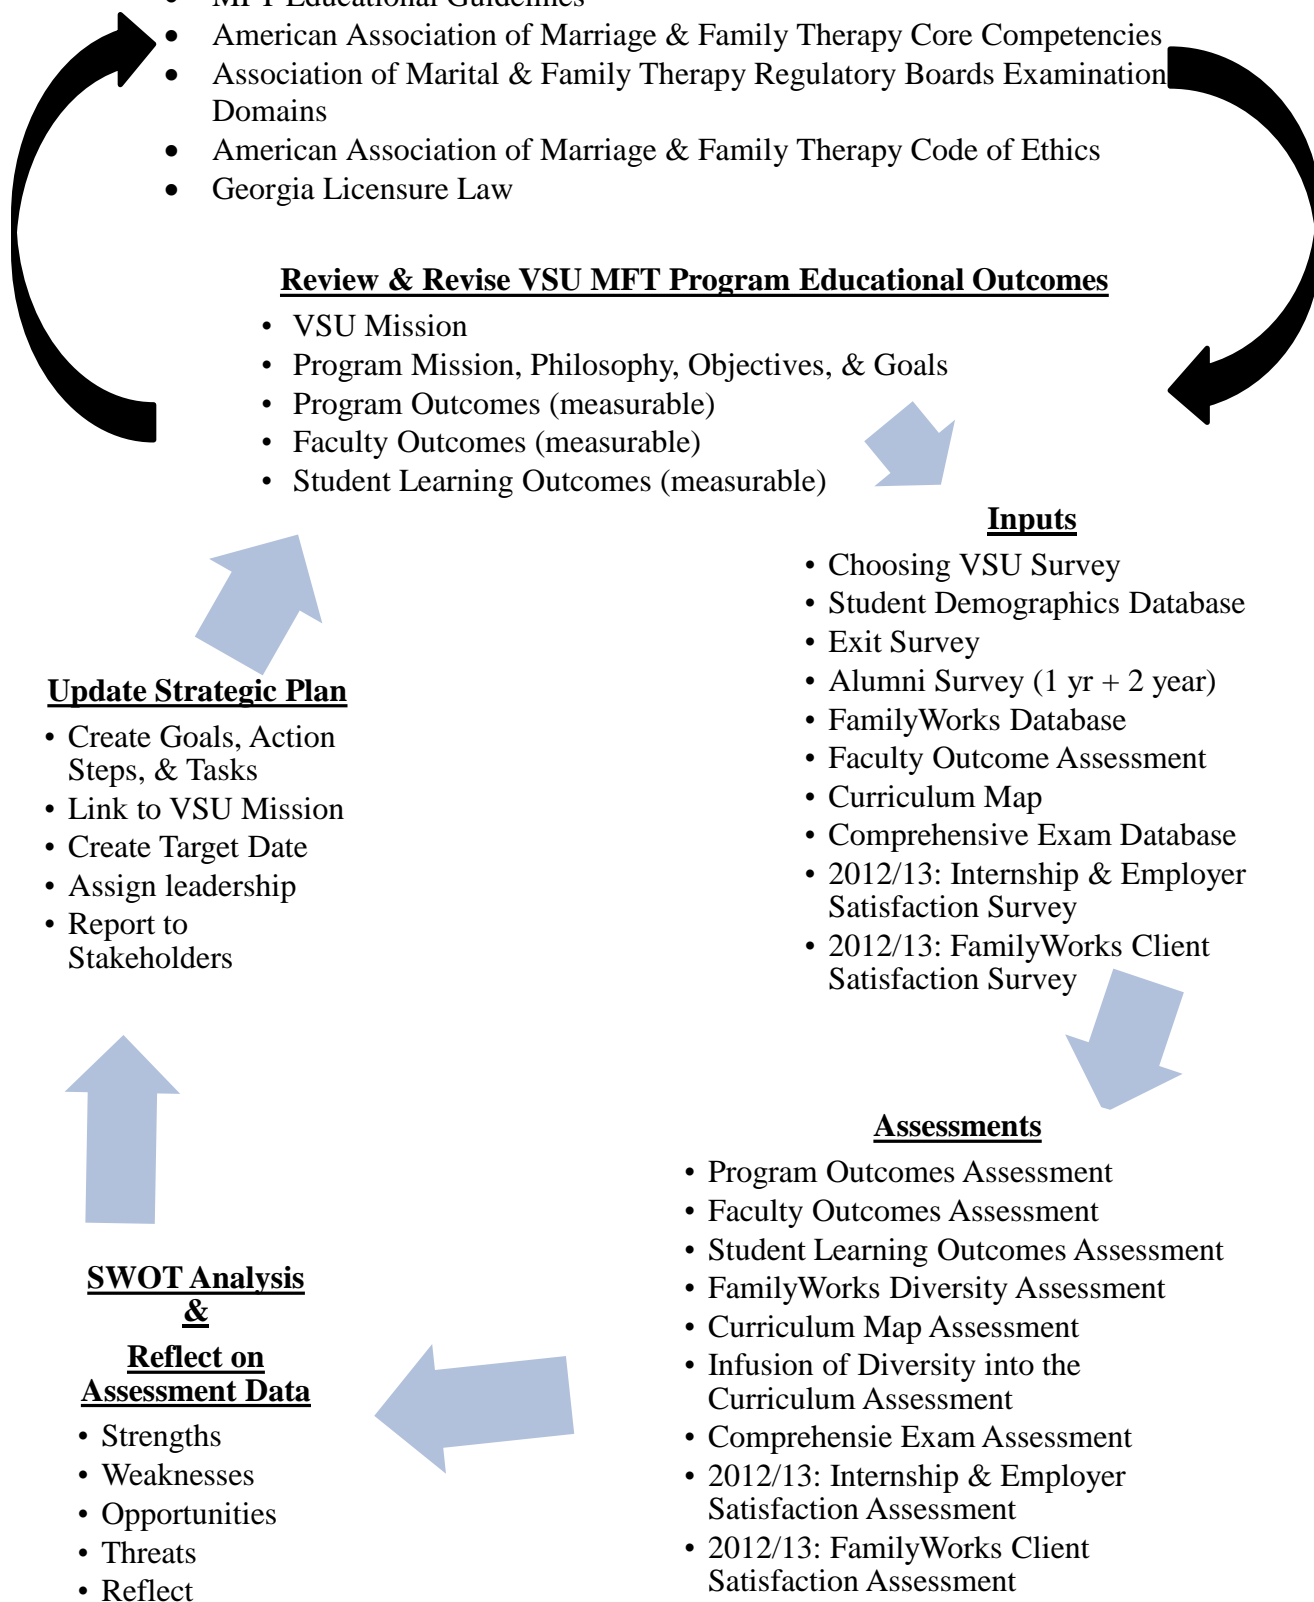 • MFT Educational Guidelines
• American Association of Marriage & Family Therapy Core Competencies
• Association of Marital & Family Therapy Regulatory Boards Examination
Domains
• American Association of Marriage & Family Therapy Code of Ethics
• Georgia Licensure Law
Review & Revise VSU MFT Program Educational Outcomes
• VSU Mission
• Program Mission, Philosophy, Objectives, & Goals
• Program Outcomes (measurable)
• Faculty Outcomes (measurable)
• Student Learning Outcomes (measurable)
Inputs
• Choosing VSU Survey
• Student Demographics Database
• Exit Survey
• Alumni Survey (1 yr + 2 year)
• FamilyWorks Database
• Faculty Outcome Assessment
• Curriculum Map
• Comprehensive Exam Database
• 2012/13: Internship & Employer
Satisfaction Survey
• 2012/13: FamilyWorks Client
Satisfaction Survey
Assessments
• Program Outcomes Assessment
• Faculty Outcomes Assessment
• Student Learning Outcomes Assessment
• FamilyWorks Diversity Assessment
• Curriculum Map Assessment
• Infusion of Diversity into the
Curriculum Assessment
• Comprehensie Exam Assessment
• 2012/13: Internship & Employer
Satisfaction Assessment
• 2012/13: FamilyWorks Client
Satisfaction Assessment
SWOT Analysis
&
Reflect on
Assessment Data
• Strengths
• Weaknesses
• Opportunities
• Threats
• Reflect
Update Strategic Plan
• Create Goals, Action
Steps, & Tasks
• Link to VSU Mission
• Create Target Date
• Assign leadership
• Report to
Stakeholders